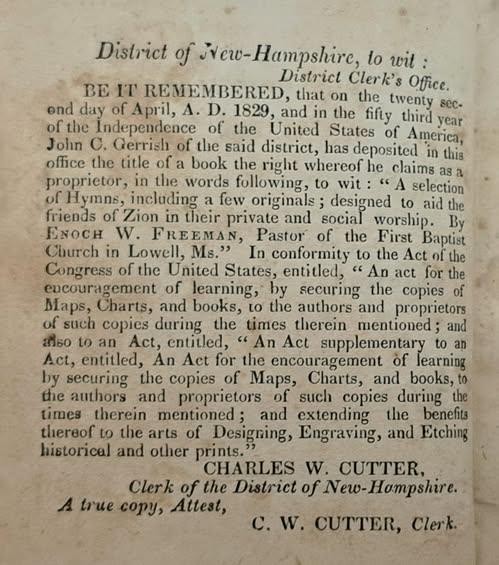 District of New-Hampshire, to wit :
District Clerk's Office.
BE IT REMEMBERED, that on the twenty sec-
ond day of April, A. D. 1829, and in the fifty third year
of the Independence of the United States of America,
John C. Gerrish of the said district, has deposited in this
office the title of a book the right whereof he claims as a
proprietor, in the words following, to wit : “ A selection
of Hymns, including a few originals ; designed to aid the
friends of Zion in their private and social worship. By
ENOCH W. FREEMAN, Pastor of the First Baptist
Church in Lowell, Ms.” In conformity to the Act of the
Congress of the United States, entitled, “ An act for the
encouragement of learning, by securing the copies of
Maps, Charts, and books, to the authors and proprietors
of such copies during the times therein mentioned ; and
also to an Act, entitled, “ An Act supplementary to an
Act, entitled, An Act for the encouragement of learning
by securing the copies of Maps, Charts, and books, to
the authors and proprietors of such copies during the
times therein mentioned ; and extending the benefits
thereof to the arts of Designing, Engraving, and Etching
historical and other prints.”
CHARLES W. CUTTER,
Clerk of the District of New-Hampshire.
A true copy, Attest,
C. W. CUTTER, Clerk.